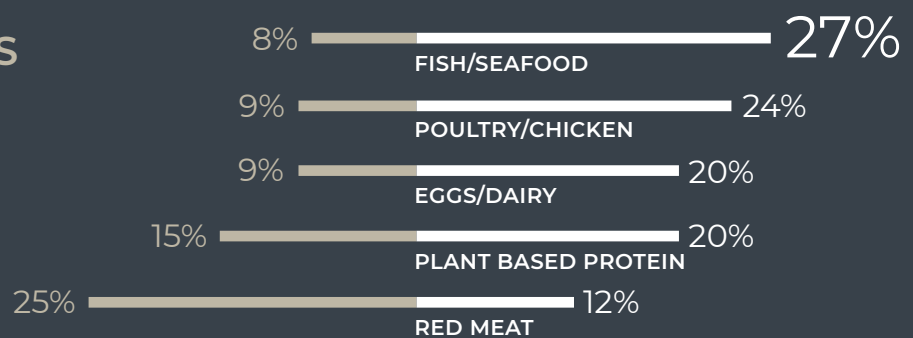 s
8% 27%
FISH/SEAFOOD
9% 24%
POULTRY/CHICKEN
9% 20%
EGGS/DAIRY
15% 20%
PLANT BASED PROTEIN
25% 12%
RED MEAT